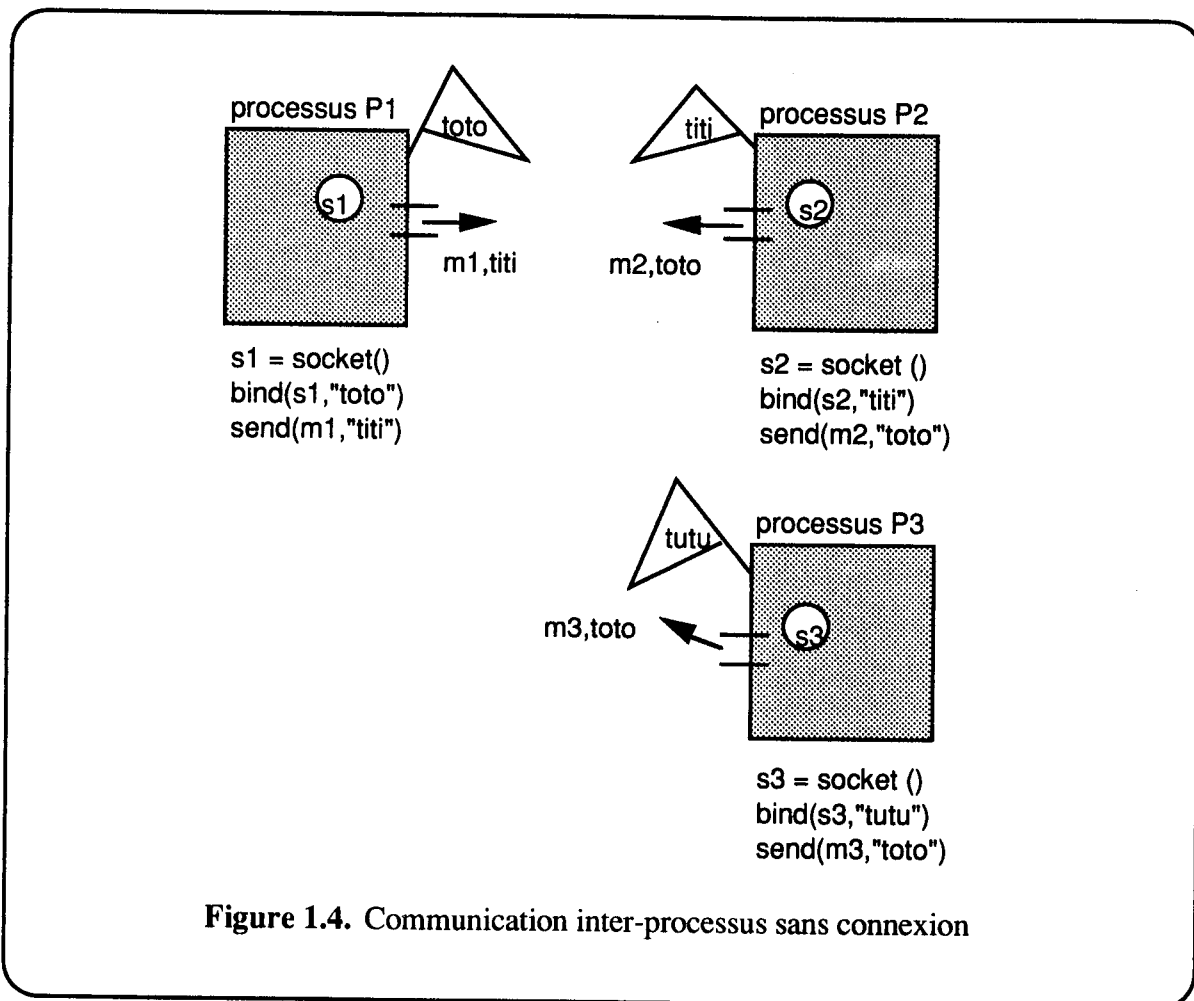 processus P1
toto
s1
m1,titi
s1 = socket()
bind(s1,"toto")
send(m1,"titi")
titi
processus P2
s2
m2,toto
s2 = socket ()
bind(s2,"titi")
send(m2,"toto")
tutu
processus P3
s3
m3,toto
s3 = socket ()
bind(s3,"tutu")
send(m3,"toto")
Figure 1.4. Communication inter-processus sans connexion